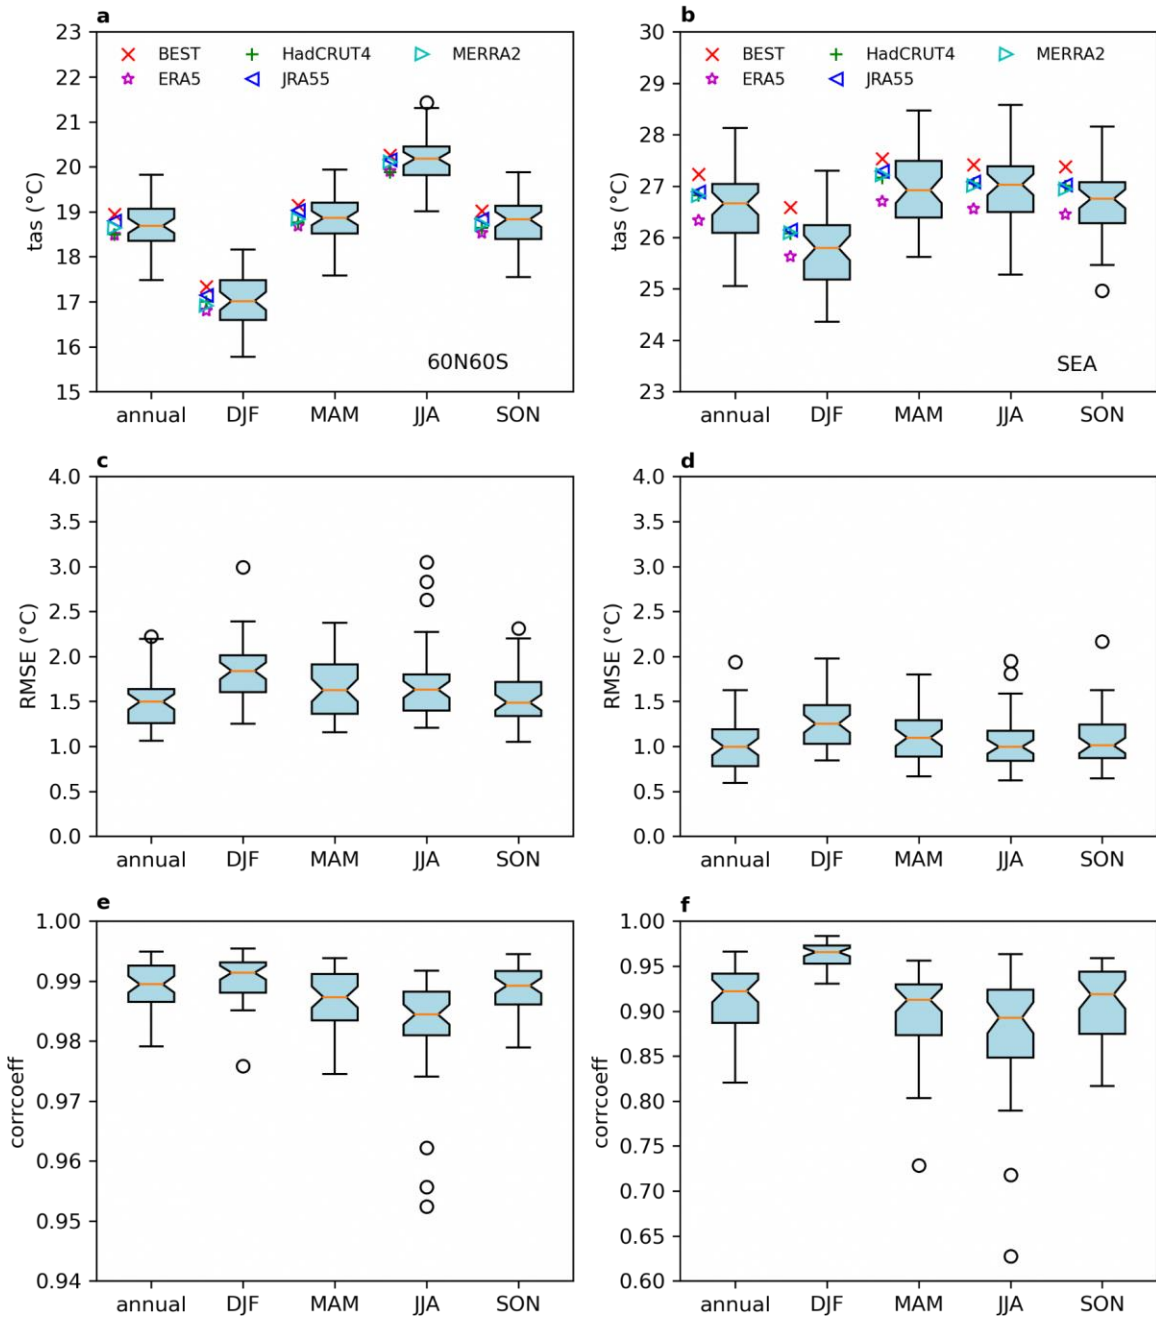 a
23
22
21
20
19
18
17
16
15
tas (°C)
BEST HadCRUT4 MERRA2
ERA5 JRA55
60N60S
annual DJF MAM JJA SON
b
30
29
28
27
26
25
24
23
tas (°C)
BEST HadCRUT4 MERRA2
ERA5 JRA55
SEA
annual DJF MAM JJA SON
c
4.0
3.5
3.0
2.5
2.0
1.5
1.0
0.5
0.0
RMSE (°C)
annual DJF MAM JJA SON
d
4.0
3.5
3.0
2.5
2.0
1.5
1.0
0.5
0.0
RMSE (°C)
annual DJF MAM JJA SON
e
1.00
0.99
0.98
0.97
0.96
0.95
0.94
corrcoeff
annual DJF MAM JJA SON
f
1.00
0.95
0.90
0.85
0.80
0.75
0.70
0.65
0.60
corrcoeff
annual DJF MAM JJA SON